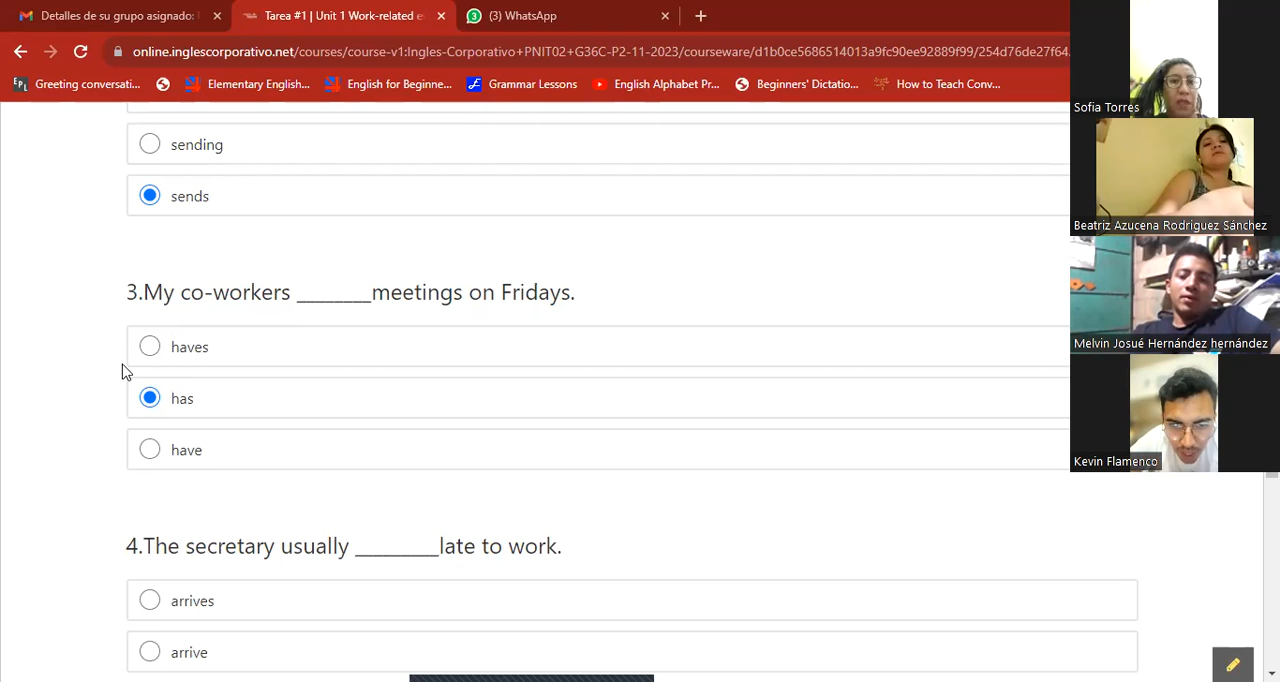 Detalles de su grupo asignado:
Tarea #1 | Unit 1 Work-related e
(3) WhatsApp
online.inglescorporativo.net/courses/course-v1:Ingles-Corporativo+PNIT02+G36C-P2-11-2023/courseware/d1b0ce5686514013a9fc90ee92889f99/254d76de27f64
Greeting conversati...
Elementary English...
English for Beginne...
Grammar Lessons
English Alphabet Pr...
Beginners' Dictatio...
How to Teach Conv...
sending
sends
3.My co-workers ________meetings on Fridays.
haves
has
have
4.The secretary usually _________late to work.
arrives
arrive
Sofia Torres
Beatriz Azucena Rodriguez Sánchez
Melvin Josué Hernández hernández
Kevin Flamenco